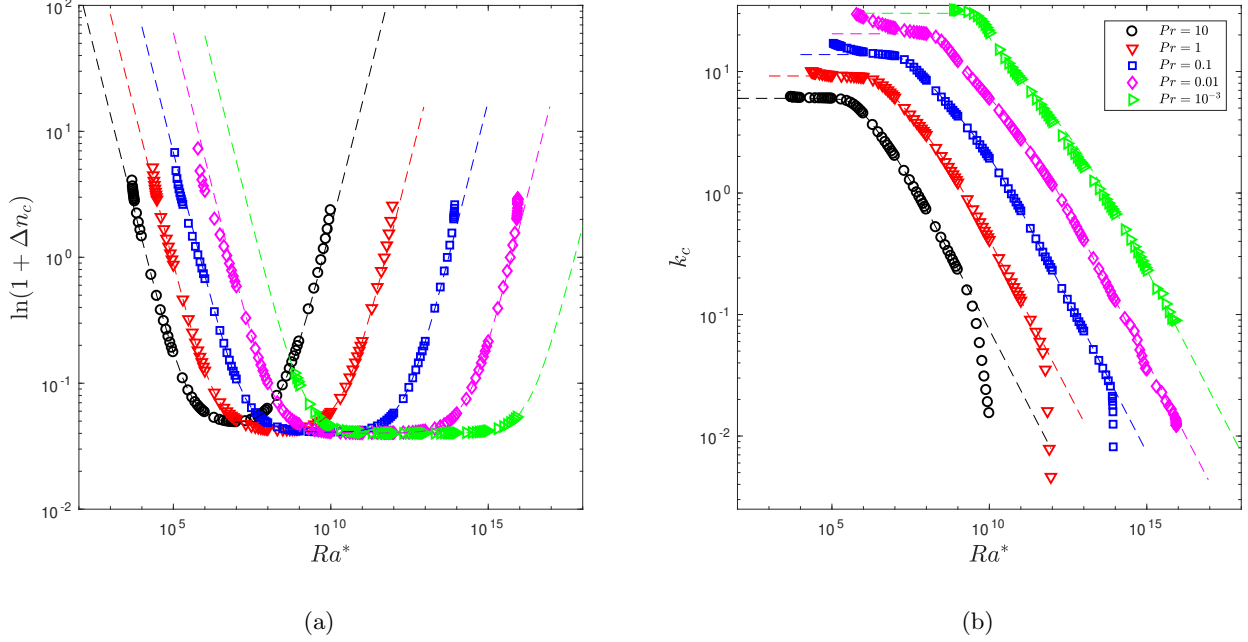 10^2
10^1
10^0
10^{-1}
10^{-2}
ln(1 + Δn_c)
10^5
10^{10}
10^{15}
Ra*
(a)
10^1
10^0
10^{-1}
10^{-2}
k_c
10^5
10^{10}
10^{15}
Ra*
Pr = 10
Pr = 1
Pr = 0.1
Pr = 0.01
Pr = 10^{-3}
(b)